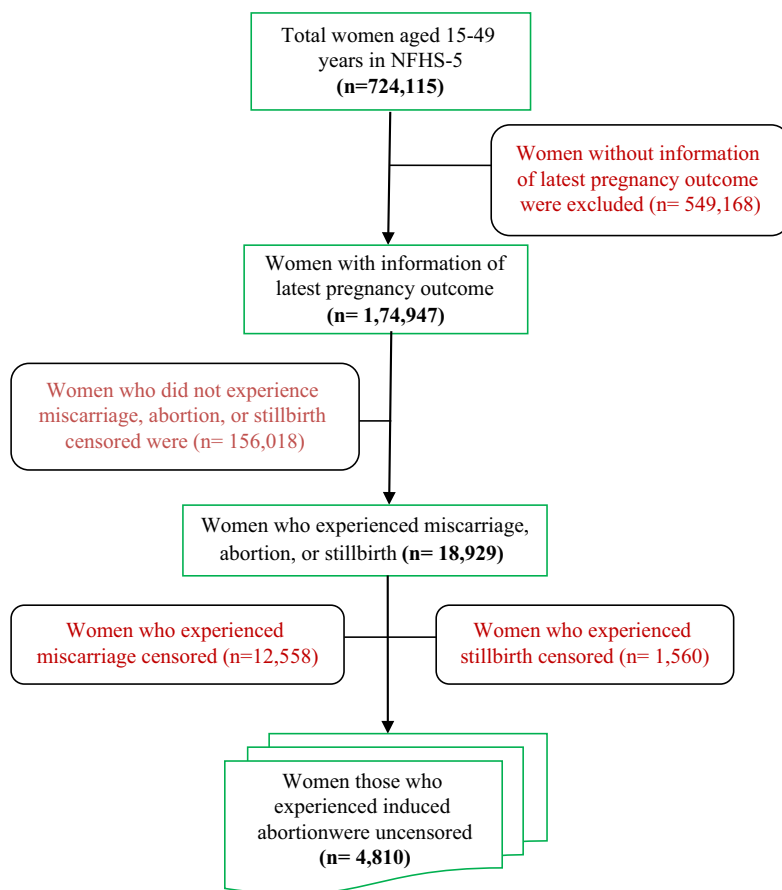 Total women aged 15-49
years in NFHS-5
(n=724,115)
Women without information
of latest pregnancy outcome
were excluded (n= 549,168)
Women with information of
latest pregnancy outcome
(n= 1,74,947)
Women who did not experience
miscarriage, abortion, or stillbirth
censored were (n= 156,018)
Women who experienced miscarriage,
abortion, or stillbirth (n= 18,929)
Women who experienced
miscarriage censored (n=12,558)
Women who experienced
stillbirth censored (n= 1,560)
Women those who
experienced induced
abortionwere uncensored
(n= 4,810)